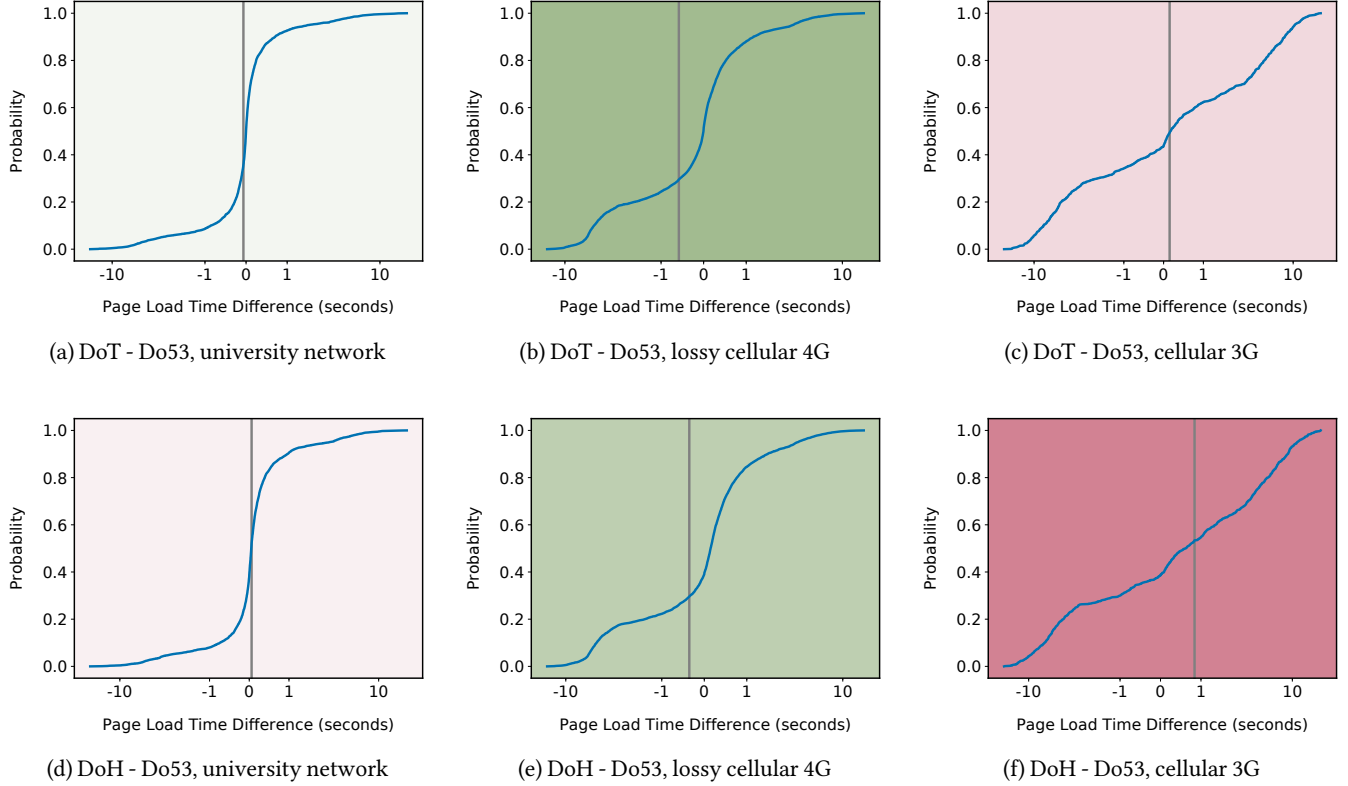 1.0
0.8
0.6
0.4
0.2
0.0
Probability
-10 -1 0 1 10
Page Load Time Difference (seconds)
(a) DoT - Do53, university network
1.0
0.8
0.6
0.4
0.2
0.0
Probability
-10 -1 0 1 10
Page Load Time Difference (seconds)
(b) DoT - Do53, lossy cellular 4G
1.0
0.8
0.6
0.4
0.2
0.0
Probability
-10 -1 0 1 10
Page Load Time Difference (seconds)
(c) DoT - Do53, cellular 3G
1.0
0.8
0.6
0.4
0.2
0.0
Probability
-10 -1 0 1 10
Page Load Time Difference (seconds)
(d) DoH - Do53, university network
1.0
0.8
0.6
0.4
0.2
0.0
Probability
-10 -1 0 1 10
Page Load Time Difference (seconds)
(e) DoH - Do53, lossy cellular 4G
1.0
0.8
0.6
0.4
0.2
0.0
Probability
-10 -1 0 1 10
Page Load Time Difference (seconds)
(f) DoH - Do53, cellular 3G